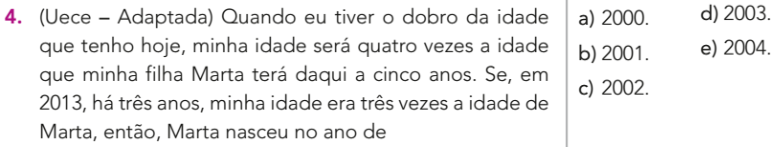 4. (Uece – Adaptada) Quando eu tiver o dobro da idade
que tenho hoje, minha idade será quatro vezes a idade
que minha filha Marta terá daqui a cinco anos. Se, em
2013, há três anos, minha idade era três vezes a idade de
Marta, então, Marta nasceu no ano de
a) 2000.
b) 2001.
c) 2002.
d) 2003.
e) 2004.